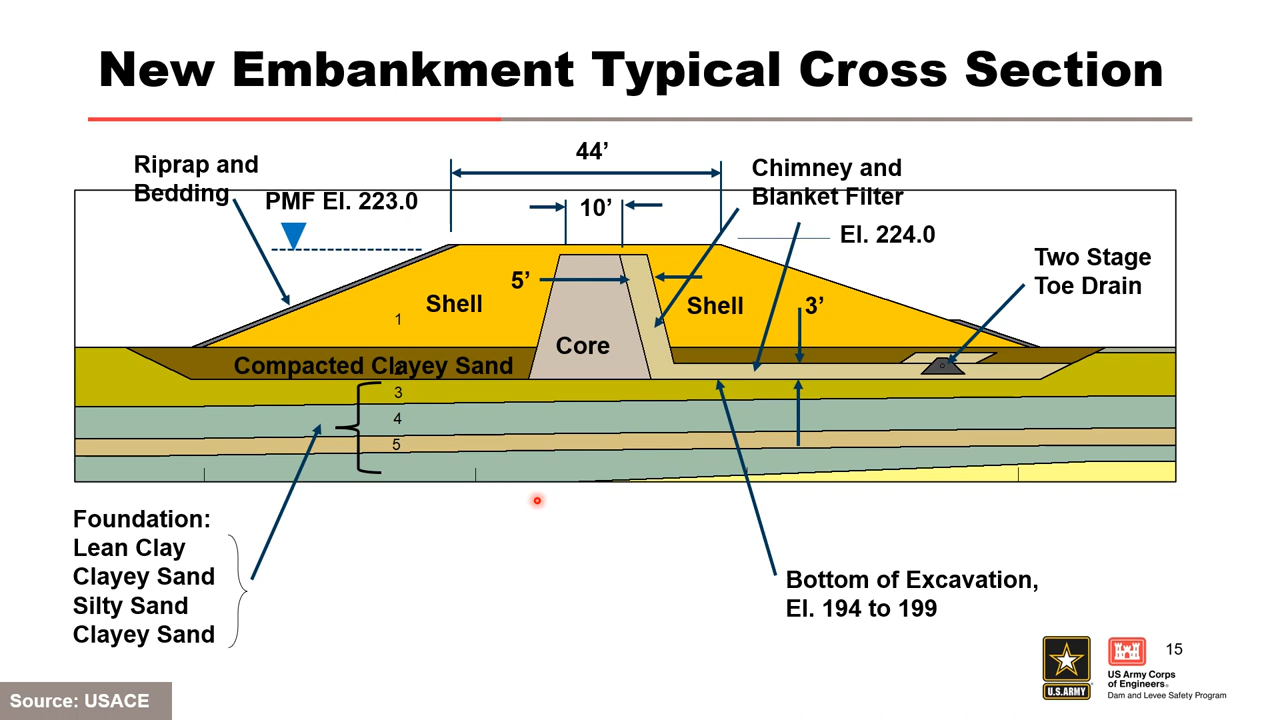 New Embankment Typical Cross Section
Riprap and
Bedding
PMF El. 223.0
44’
10’
Chimney and
Blanket Filter
El. 224.0
Two Stage
Toe Drain
5’
Shell
1
Core
Shell
3’
Compacted Clayey Sand
3
4
5
Foundation:
Lean Clay
Clayey Sand
Silty Sand
Clayey Sand
Bottom of Excavation,
El. 194 to 199
15
U.S.ARMY
US Army Corps
of Engineers®
Dam and Levee Safety Program
Source: USACE